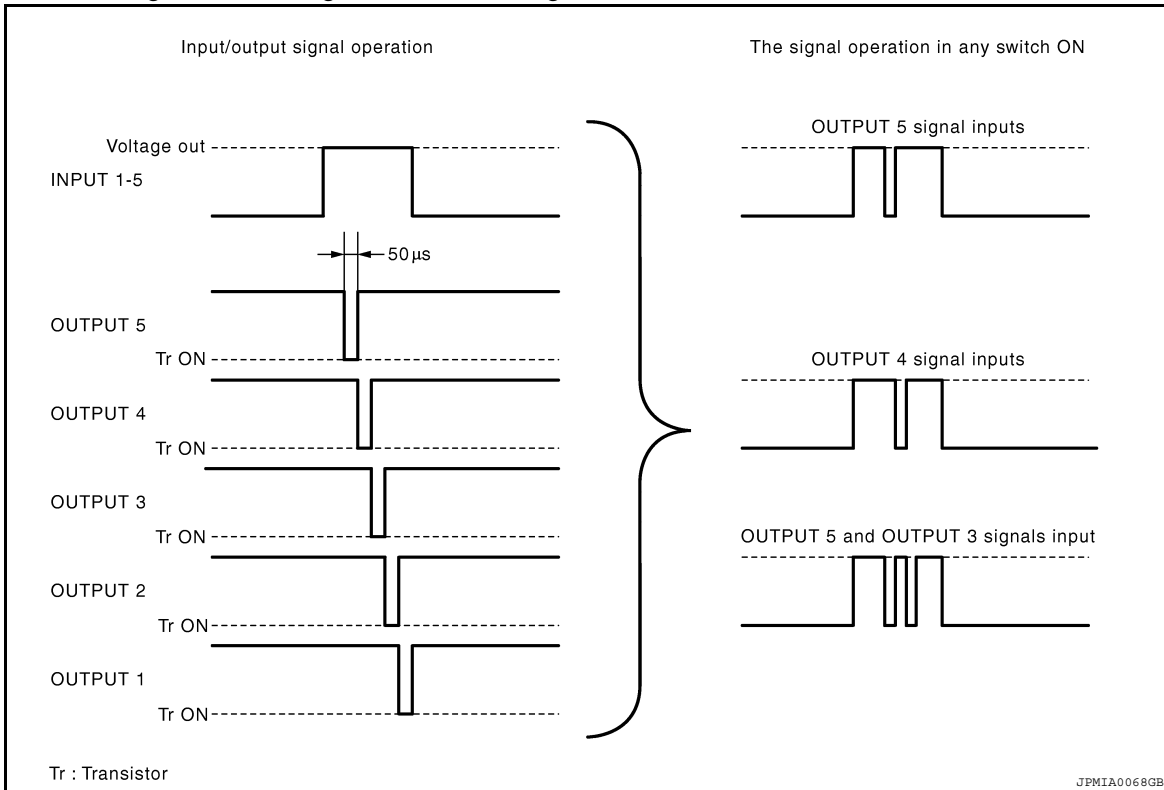 Input/output signal operation
The signal operation in any switch ON
Voltage out
INPUT 1-5
50μs
OUTPUT 5
Tr ON
OUTPUT 4
Tr ON
OUTPUT 3
Tr ON
OUTPUT 2
Tr ON
OUTPUT 1
Tr ON
OUTPUT 5 signal inputs
OUTPUT 4 signal inputs
OUTPUT 5 and OUTPUT 3 signals input
Tr : Transistor
JPMIA0068GB